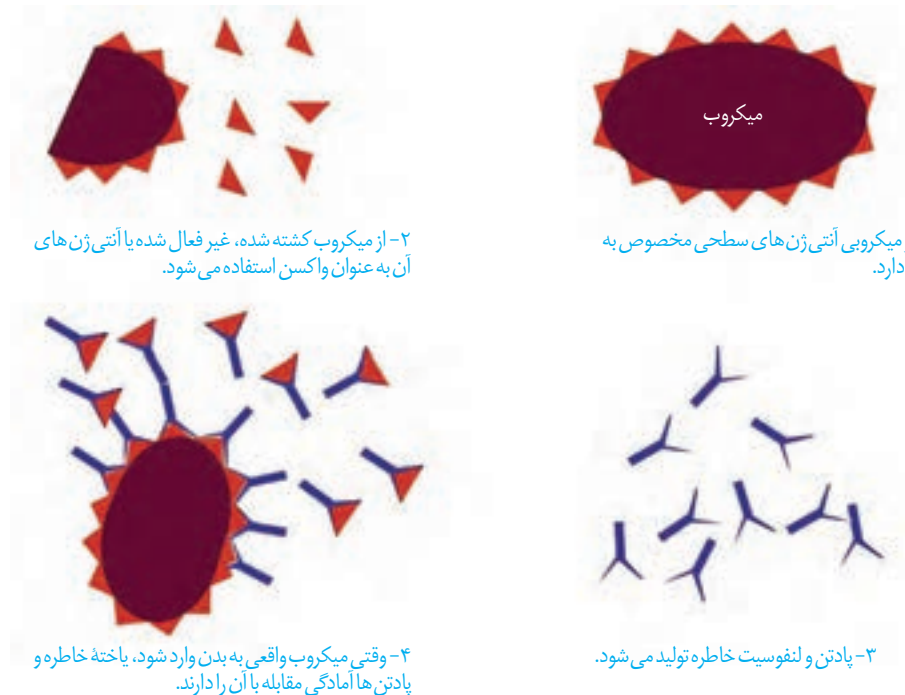 میکروب
میکروبی آنتی‌ژن‌های سطحی مخصوص به
دارد.
۲- از میکروب کشته شده، غیر فعال شده یا آنتی‌ژن‌های
آن به عنوان واکسن استفاده می‌شود.
۳- پادتن و لنفوسیت خاطره تولید می‌شود.
۴- وقتی میکروب واقعی به بدن وارد شود، یاختهٔ خاطره و
پادتن‌ها آمادگی مقابله با آن را دارند.